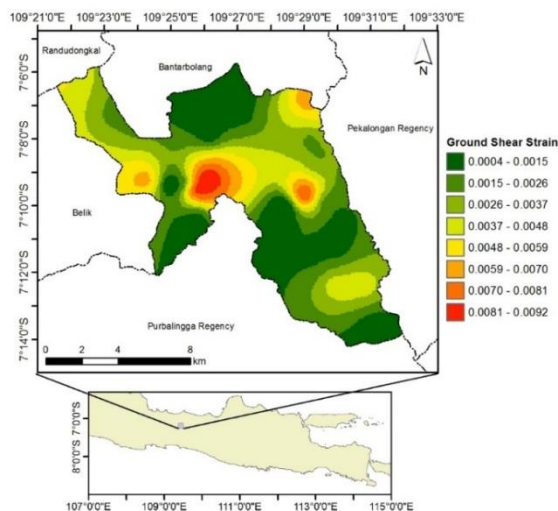 109°21'0"E 109°23'0"E 109°25'0"E 109°27'0"E 109°29'0"E 109°31'0"E 109°33'0"E
Randudongkal
Bantarbolang
N
7°6'0"S
Pekalongan Regency
7°8'0"S
Ground Shear Strain
0.0004 - 0.0015
0.0015 - 0.0026
0.0026 - 0.0037
0.0037 - 0.0048
0.0048 - 0.0059
0.0059 - 0.0070
0.0070 - 0.0081
0.0081 - 0.0092
7°10'0"S
Belik
7°12'0"S
Purbalingga Regency
7°14'0"S
0 2 4 8
km
7°0'0"S
8°0'0"S
107°0'0"E 109°0'0"E 111°0'0"E 113°0'0"E 115°0'0"E